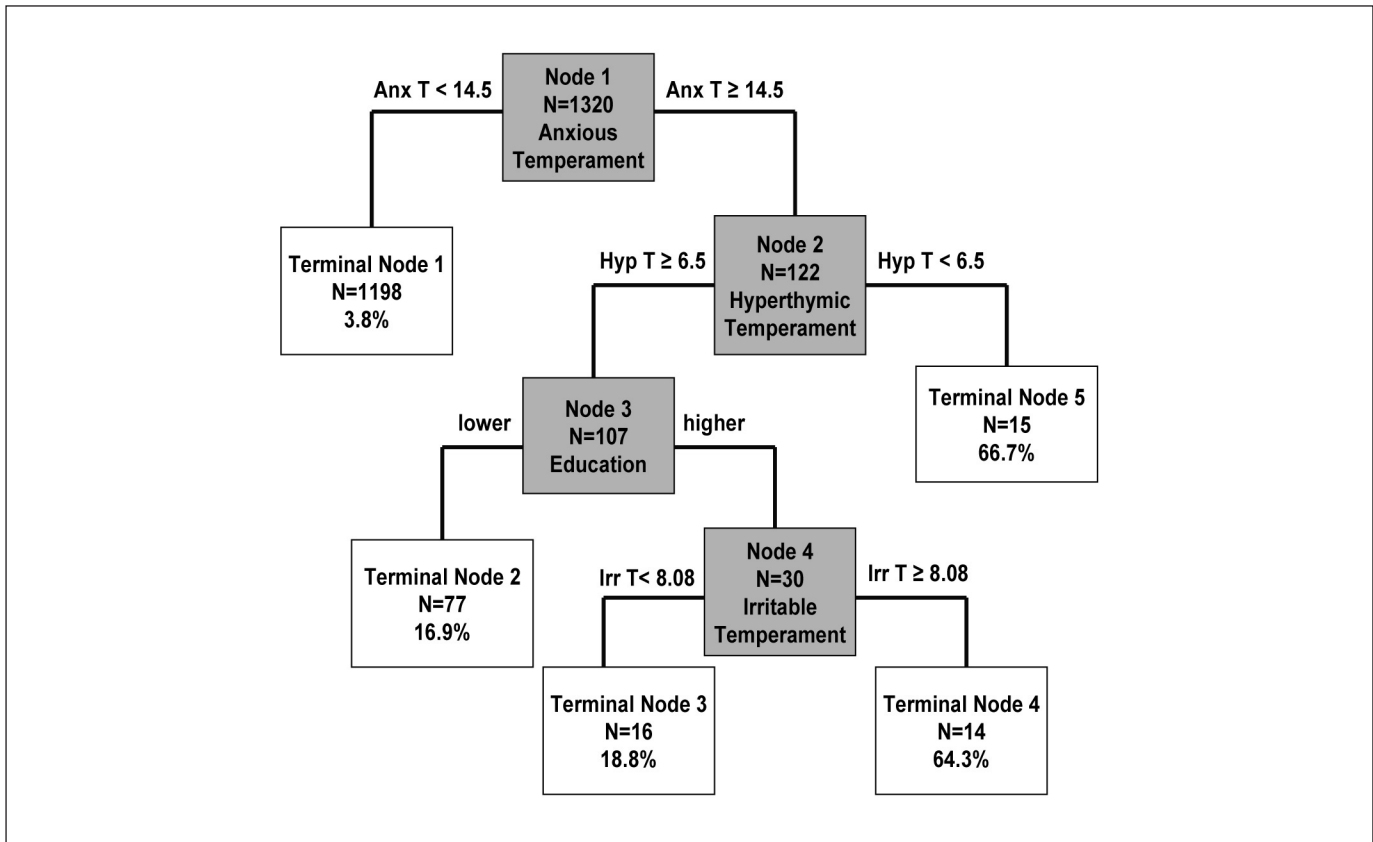 Anx T < 14.5
Node 1
N=1320
Anxious
Temperament
Anx T ≥ 14.5
Terminal Node 1
N=1198
3.8%
Hyp T ≥ 6.5
Node 2
N=122
Hyperthymic
Temperament
Hyp T < 6.5
lower
Node 3
N=107
Education
higher
Terminal Node 5
N=15
66.7%
Terminal Node 2
N=77
16.9%
Irr T< 8.08
Node 4
N=30
Irritable
Temperament
Irr T ≥ 8.08
Terminal Node 3
N=16
18.8%
Terminal Node 4
N=14
64.3%